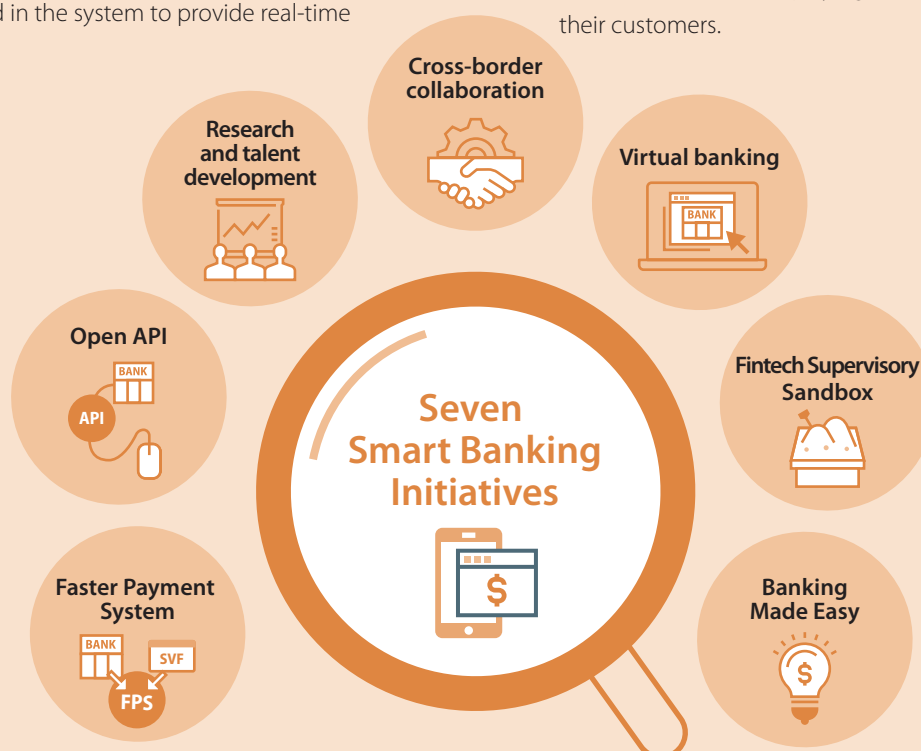 in the system to provide real-time
their customers.
Cross-border
collaboration
Research
and talent
development
Virtual banking
BANK
Open API
BANK
API
Fintech Supervisory
Sandbox
Seven
Smart Banking
Initiatives
$
Faster Payment
System
BANK
SVF
FPS
Banking
Made Easy
$